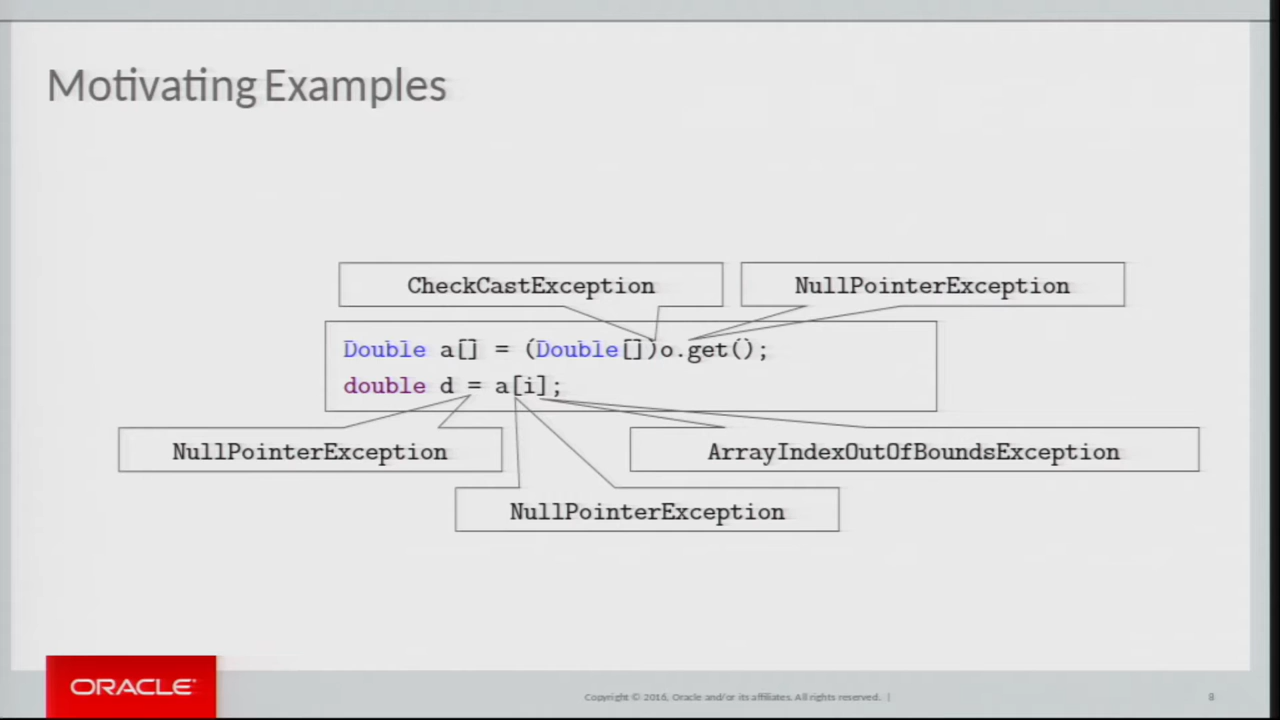 Motivating Examples
CheckCastException
NullPointerException
Double a[] = (Double[])o.get();
double d = a[i];
NullPointerException
ArrayIndexOutOfBoundsException
NullPointerException
ORACLE®
Copyright © 2016, Oracle and/or its affiliates. All rights reserved. |
8